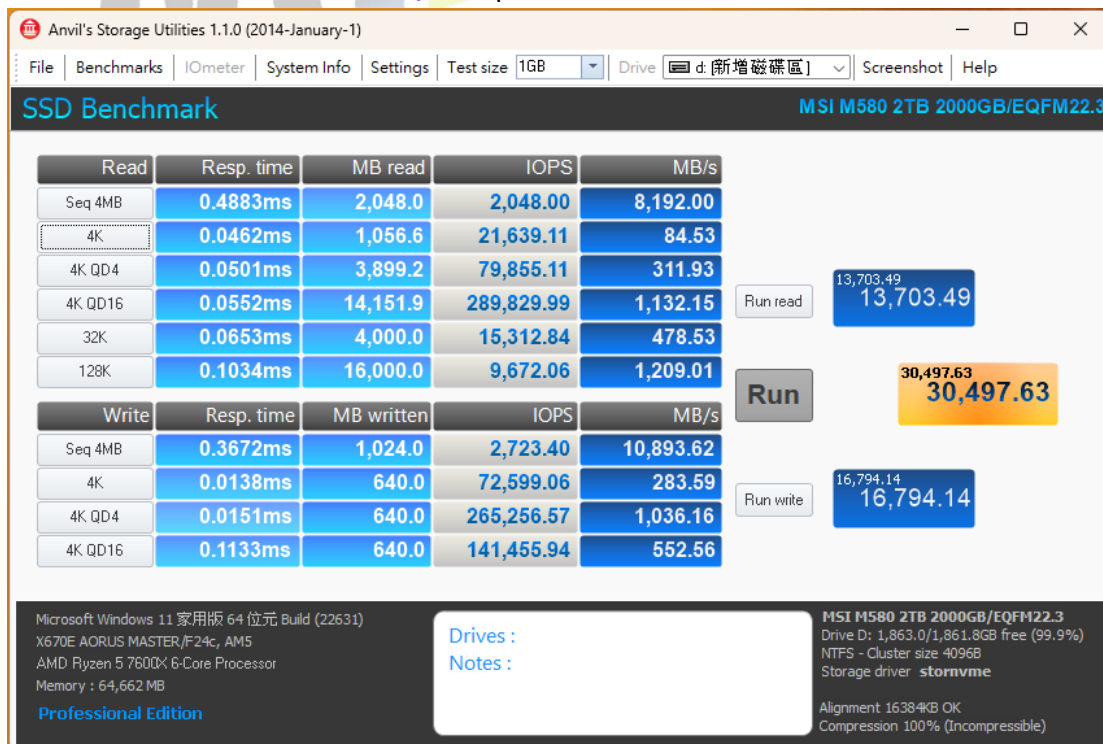 Anvil's Storage Utilities 1.1.0 (2014-January-1)
File Benchmarks IOmeter System Info Settings Test size 1GB Drive d: [新增磁碟區] Screenshot Help
SSD Benchmark MSI M580 2TB 2000GB/EQFM22.3
Read Resp. time MB read IOPS MB/s
Seq 4MB 0.4883ms 2,048.0 2,048.00 8,192.00
4K 0.0462ms 1,056.6 21,639.11 84.53
4K QD4 0.0501ms 3,899.2 79,855.11 311.93
4K QD16 0.0552ms 14,151.9 289,829.99 1,132.15
32K 0.0653ms 4,000.0 15,312.84 478.53
128K 0.1034ms 16,000.0 9,672.06 1,209.01
Run read
13,703.49
13,703.49
Run
30,497.63
30,497.63
Write Resp. time MB written IOPS MB/s
Seq 4MB 0.3672ms 1,024.0 2,723.40 10,893.62
4K 0.0138ms 640.0 72,599.06 283.59
4K QD4 0.0151ms 640.0 265,256.57 1,036.16
4K QD16 0.1133ms 640.0 141,455.94 552.56
Run write
16,794.14
16,794.14
Microsoft Windows 11 家用版 64 位元 Build (22631)
X670E AORUS MASTER/F24c, AM5
AMD Ryzen 5 7600X 6-Core Processor
Memory : 64,662 MB
Professional Edition
Drives :
Notes :
MSI M580 2TB 2000GB/EQFM22.3
Drive D: 1,863.0/1,861.8GB free (99.9%)
NTFS - Cluster size 4096B
Storage driver stornvme
Alignment 16384KB OK
Compression 100% (Incompressible)